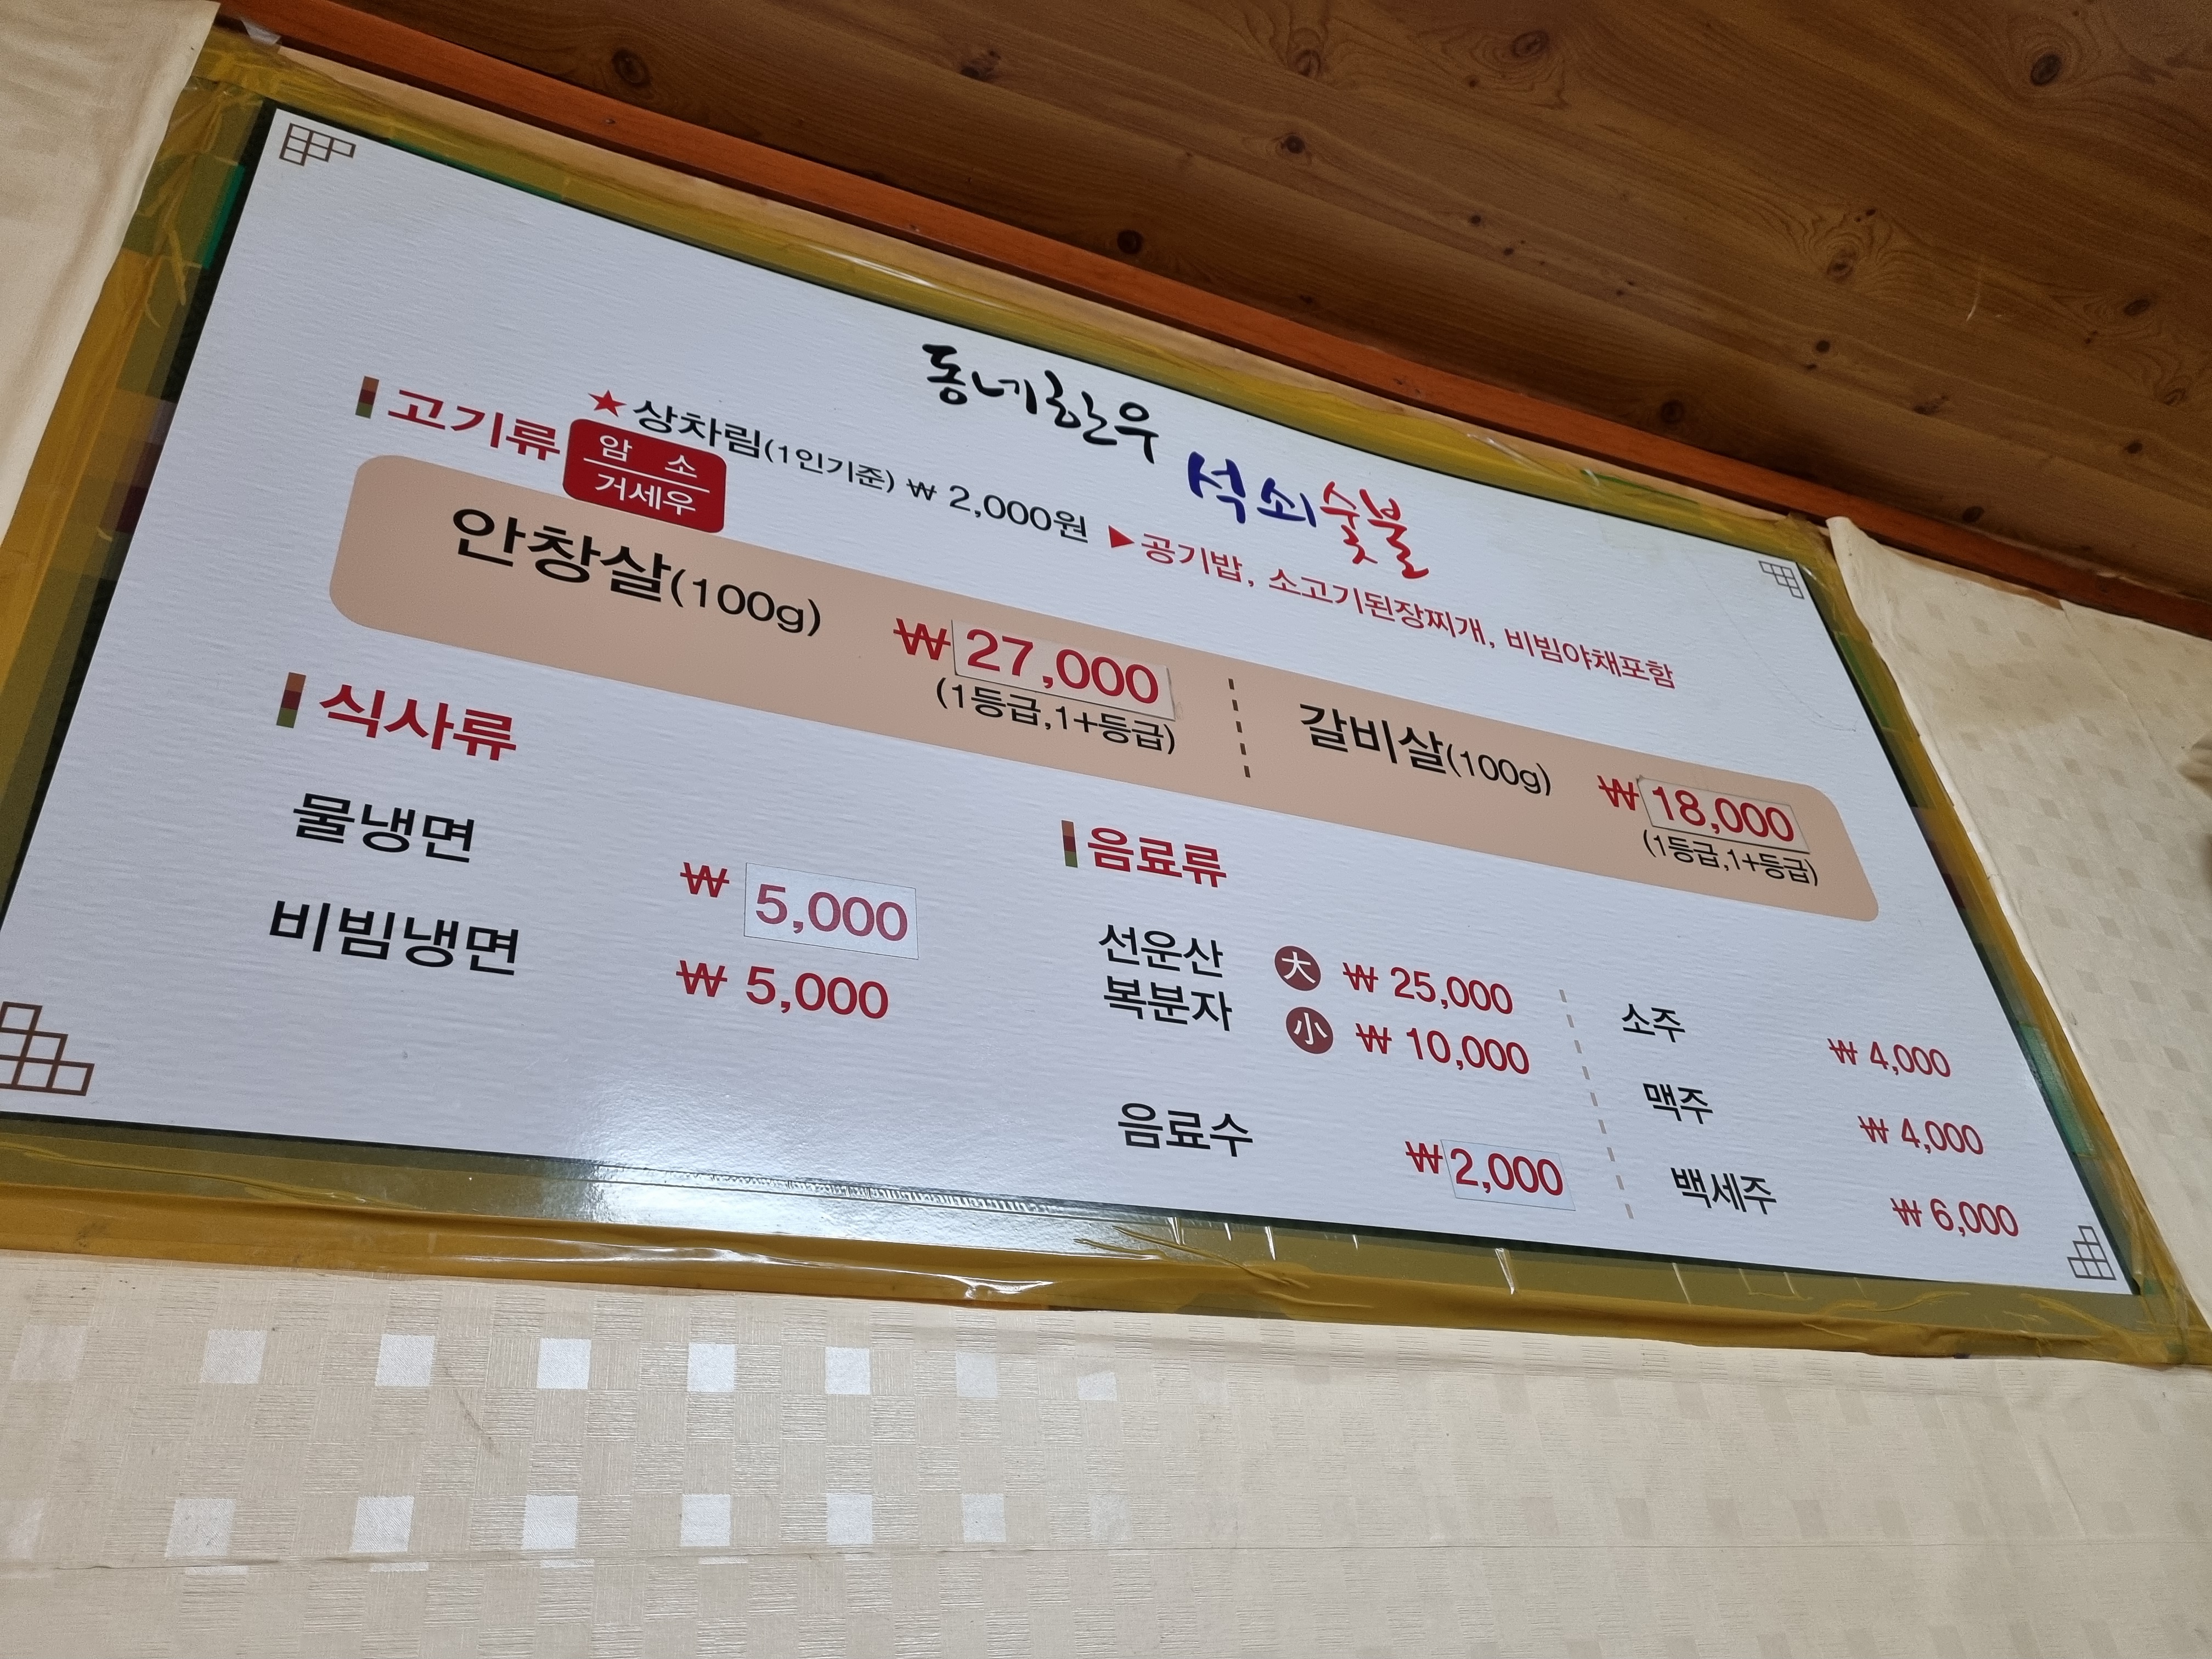 동네한우
석쇠숯불
고기류 암 소 거세우
★상차림(1인기준) ₩ 2,000원 ▶공기밥, 소고기된장찌개, 비빔야채포함
안창살(100g) ₩ 27,000
(1등급,1+등급)
갈비살(100g) ₩ 18,000
(1등급,1+등급)
식사류
물냉면 ₩ 5,000
비빔냉면 ₩ 5,000
음료류
선운산
복분자
大 ₩ 25,000
小 ₩ 10,000
음료수 ₩ 2,000
소주 ₩ 4,000
맥주 ₩ 4,000
백세주 ₩ 6,000